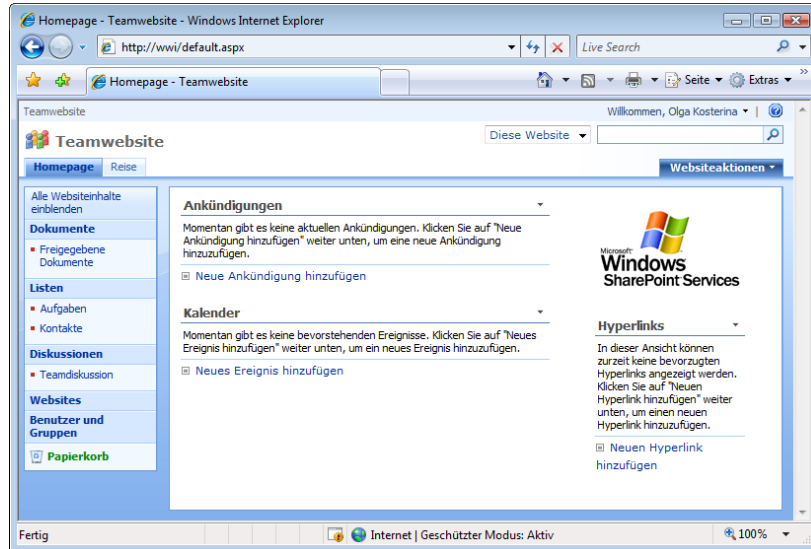 Homepage - Teamwebsite - Windows Internet Explorer
http://wwi/default.aspx
Live Search
Homepage - Teamwebsite
Seite
Extras
Teamwebsite
Willkommen, Olga Kosterina
Teamwebsite
Diese Website
Homepage
Reise
Websiteaktionen
Alle Websiteinhalte
einblenden
Dokumente
Freigegebene
Dokumente
Listen
Aufgaben
Kontakte
Diskussionen
Teamdiskussion
Websites
Benutzer und
Gruppen
Papierkorb
Ankündigungen
Momentan gibt es keine aktuellen Ankündigungen. Klicken Sie auf "Neue
Ankündigung hinzufügen" weiter unten, um eine neue Ankündigung
hinzuzufügen.
Neue Ankündigung hinzufügen
Kalender
Momentan gibt es keine bevorstehenden Ereignisse. Klicken Sie auf "Neues
Ereignis hinzufügen" weiter unten, um ein neues Ereignis hinzuzufügen.
Neues Ereignis hinzufügen
Microsoft
Windows
SharePoint Services
Hyperlinks
In dieser Ansicht können
zurzeit keine bevorzugten
Hyperlinks angezeigt werden.
Klicken Sie auf "Neuen
Hyperlink hinzufügen" weiter
unten, um einen neuen
Hyperlink hinzuzufügen.
Neuen Hyperlink
hinzufügen
Fertig
Internet | Geschützter Modus: Aktiv
100%